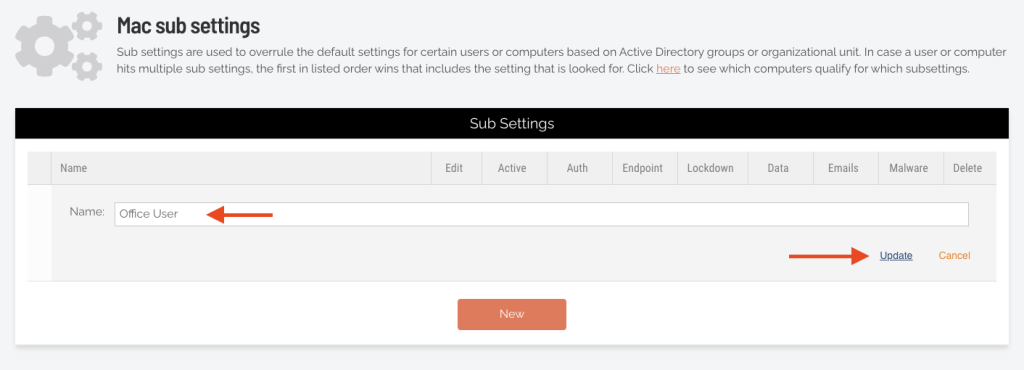 Mac sub settings
Sub settings are used to overrule the default settings for certain users or computers based on Active Directory groups or organizational unit. In case a user or computer
hits multiple sub settings, the first in listed order wins that includes the setting that is looked for. Click here to see which computers qualify for which subsettings.
Sub Settings
Name Edit Active Auth Endpoint Lockdown Data Emails Malware Delete
Name: Office User
Update Cancel
New